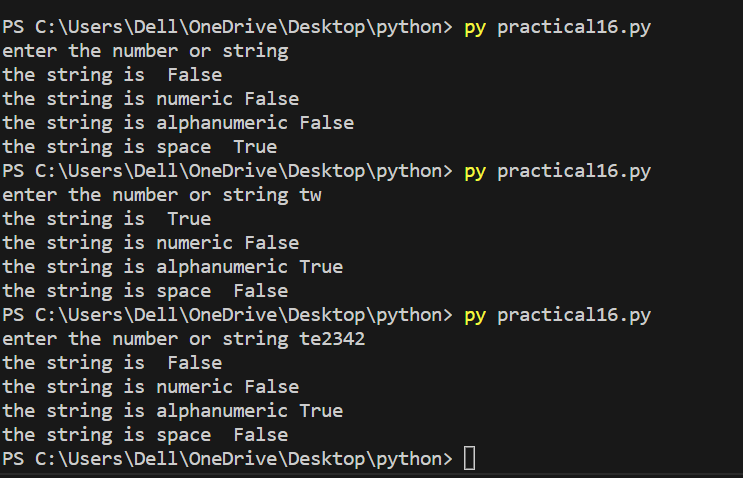 PS C:\Users\Dell\OneDrive\Desktop\python> py practical16.py
enter the number or string
the string is  False
the string is numeric False
the string is alphanumeric False
the string is space  True
PS C:\Users\Dell\OneDrive\Desktop\python> py practical16.py
enter the number or string tw
the string is  True
the string is numeric False
the string is alphanumeric True
the string is space  False
PS C:\Users\Dell\OneDrive\Desktop\python> py practical16.py
enter the number or string te2342
the string is  False
the string is numeric False
the string is alphanumeric True
the string is space  False
PS C:\Users\Dell\OneDrive\Desktop\python>